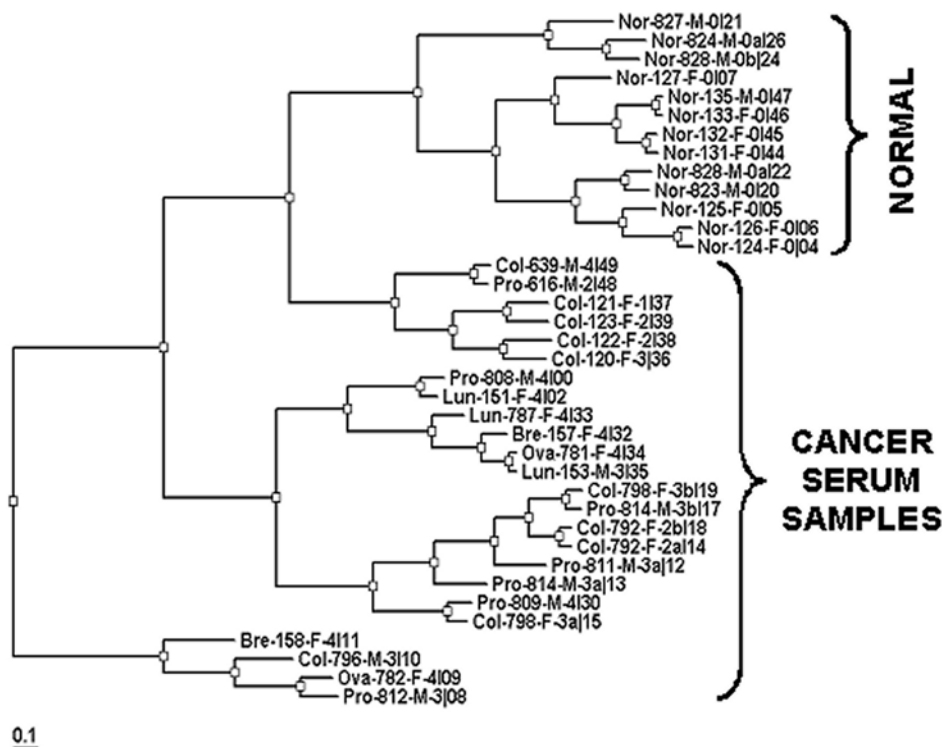 Nor-827-M-0|21
Nor-824-M-0a|26
Nor-828-M-0b|24
Nor-127-F-0|07
Nor-135-M-0|47
Nor-133-F-0|46
Nor-132-F-0|45
Nor-131-F-0|44
Nor-828-M-0a|22
Nor-823-M-0|20
Nor-125-F-0|05
Nor-126-F-0|06
Nor-124-F-0|04
NORMAL
Col-639-M-4|49
Pro-616-M-2|48
Col-121-F-1|37
Col-123-F-2|39
Col-122-F-2|38
Col-120-F-3|36
Pro-808-M-4|00
Lun-151-F-4|02
Lun-787-F-4|33
Bre-157-F-4|32
Ova-781-F-4|34
Lun-153-M-3|35
Col-798-F-3b|19
Pro-814-M-3b|17
Col-792-F-2b|18
Col-792-F-2a|14
Pro-811-M-3a|12
Pro-814-M-3a|13
Pro-809-M-4|30
Col-798-F-3a|15
Bre-158-F-4|11
Col-796-M-3|10
Ova-782-F-4|09
Pro-812-M-3|08
CANCER
SERUM
SAMPLES
0.1